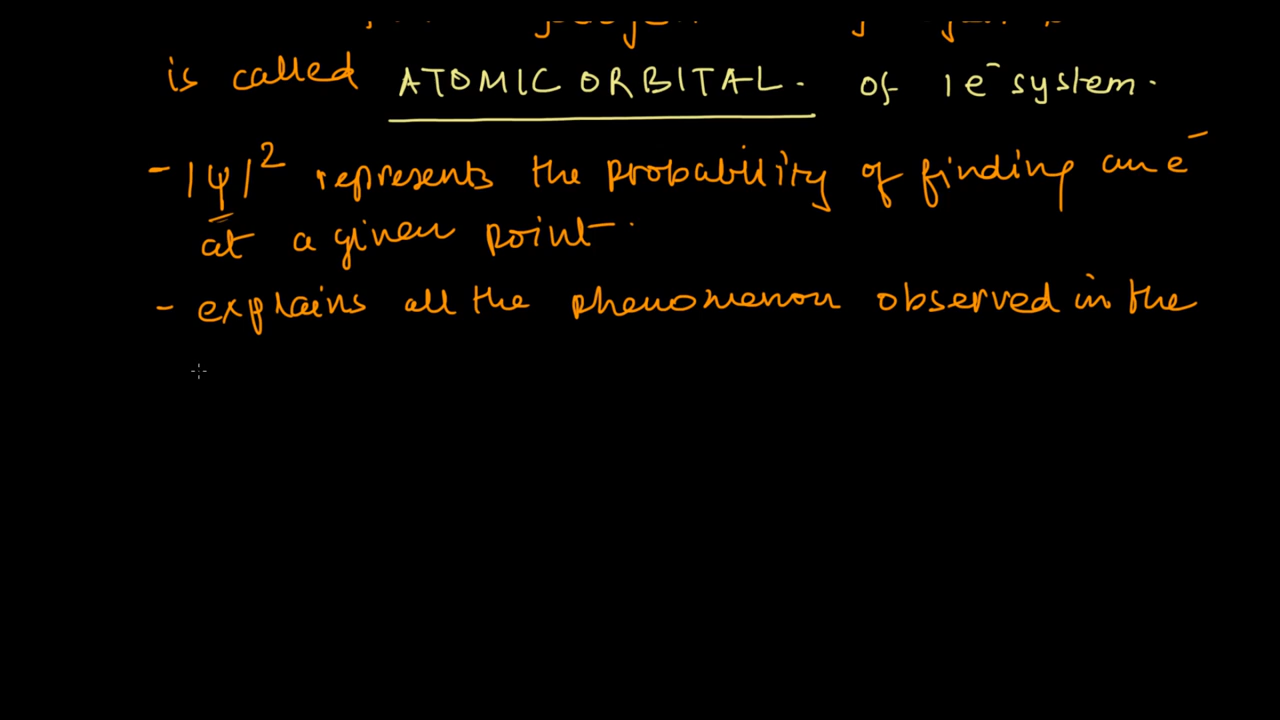 is called ATOMIC ORBITAL. of 1e⁻ system.
- |ψ|² represents the probability of finding an e⁻
at a given point.
- explains all the phenomenon observed in the